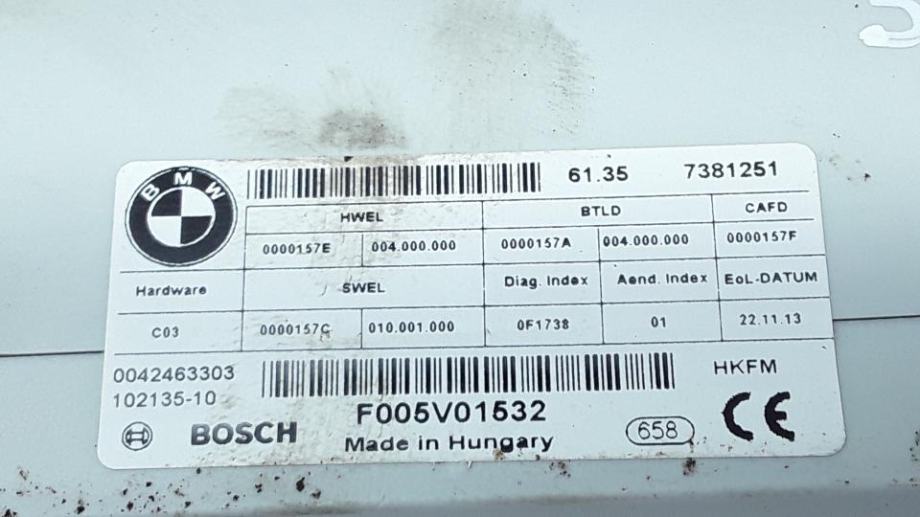 BMW 61.35 7381251
HWEL BTLD CAFD
0000157E 004.000.000 0000157A 004.000.000 0000157F
Hardware SWEL Diag. Index Aend. Index EoL-DATUM
C03 0000157C 010.001.000 0F1738 01 22.11.13
0042463303 HKFM
102135-10
F005V01532
BOSCH Made in Hungary 658 CE